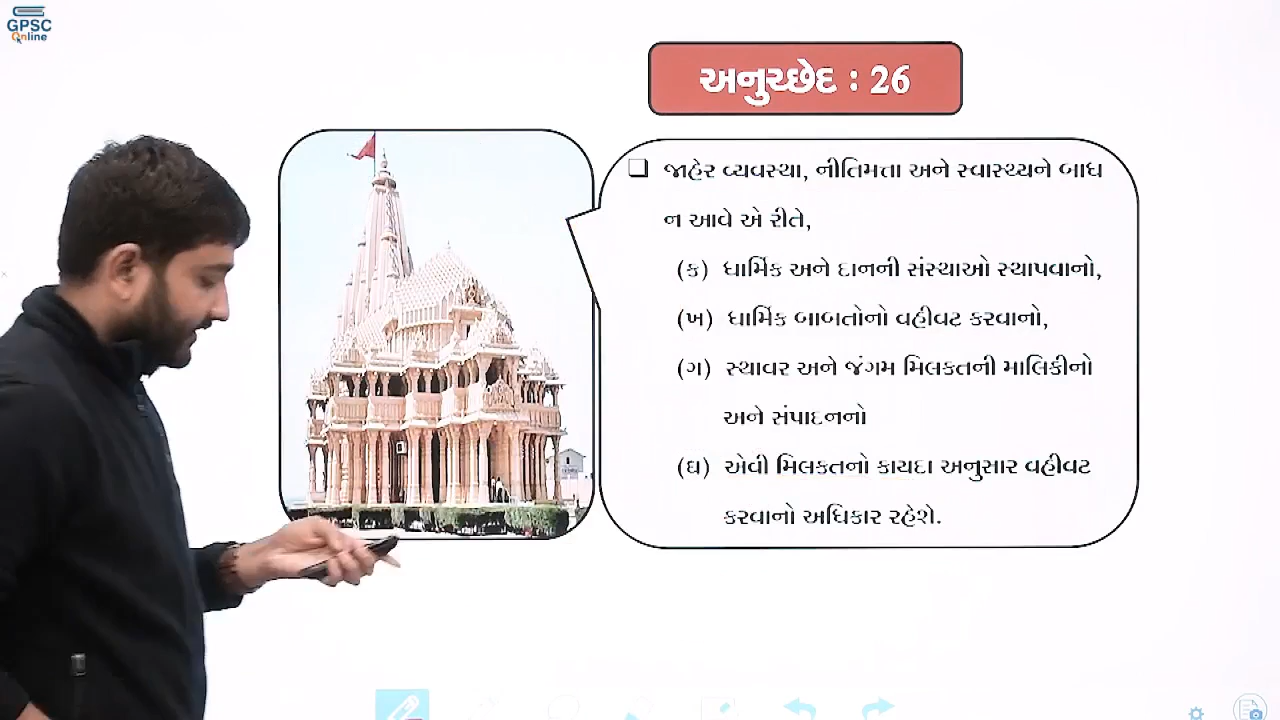 GPSC
Online
અનુચ્છેદ : 26
❑ જાહેર વ્યવસ્થા, નીતિમત્તા અને સ્વાસ્થ્યને બાધ
ન આવે એ રીતે,
(ક) ધાર્મિક અને દાનની સંસ્થાઓ સ્થાપવાનો,
(ખ) ધાર્મિક બાબતોનો વહીવટ કરવાનો,
(ગ) સ્થાવર અને જંગમ મિલકતની માલિકીનો
અને સંપાદનનો
(ઘ) એવી મિલકતનો કાયદા અનુસાર વહીવટ
કરવાનો અધિકાર રહેશે.